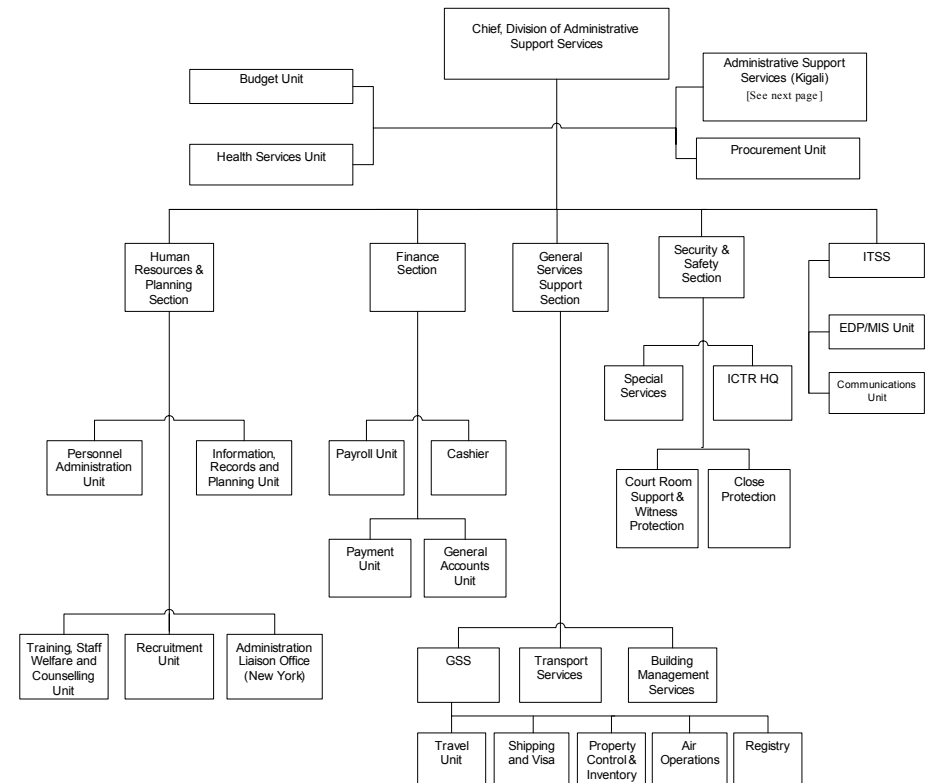 Chief, Division of Administrative
Support Services
Budget Unit
Administrative Support
Services (Kigali)
[See next page]
Health Services Unit
Procurement Unit
Human
Resources &
Planning
Section
Finance
Section
General
Services
Support
Section
Security &
Safety
Section
ITSS
EDP/MIS Unit
Communications
Unit
Special
Services
ICTR HQ
Personnel
Administration
Unit
Information,
Records and
Planning Unit
Payroll Unit
Cashier
Court Room
Support &
Witness
Protection
Close
Protection
Payment
Unit
General
Accounts
Unit
Training, Staff
Welfare and
Counselling
Unit
Recruitment
Unit
Administration
Liaison Office
(New York)
GSS
Transport
Services
Building
Management
Services
Travel
Unit
Shipping
and Visa
Property
Control &
Inventory
Air
Operations
Registry